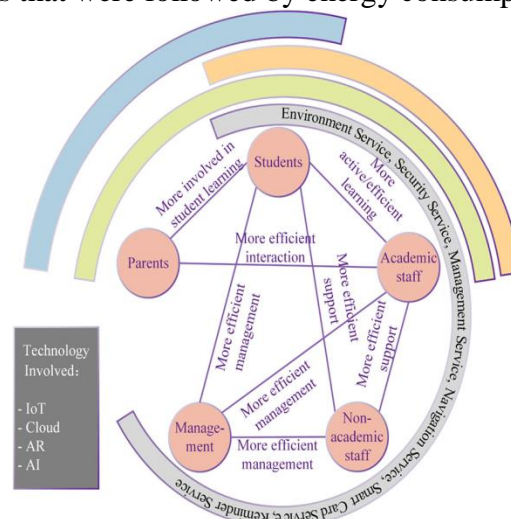 s that were followed by energy consump
Environment Service, Security Service, Management Service, Navigation Service, Smart Card Service, Reminder Service
Students
More involved in
student learning
More
active/efficient
learning
Parents
More efficient
interaction
Academic
staff
More efficient
management
More efficient
support
More efficient
support
More efficient
management
Manage-
ment
More efficient
management
Non-
academic
staff
Technology
Involved:
- IoT
- Cloud
- AR
- AI